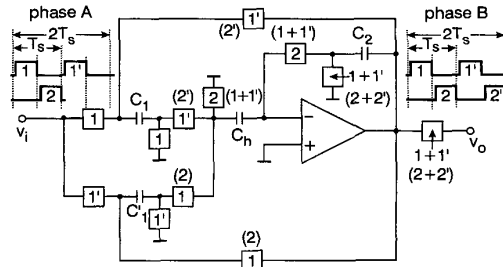 phase A
2Tₛ
Tₛ
1 1'
2
1'
(2')
(1+1')
2
C₂
1+1'
(2+2')
phase B
2Tₛ
Tₛ
1 1'
2 2'
vᵢ
1
C₁
1
(2')
1'
2
(1+1')
Cₕ
−
+
1+1'
(2+2')
vₒ
1'
C'₁
1'
(2)
1
(2)
1